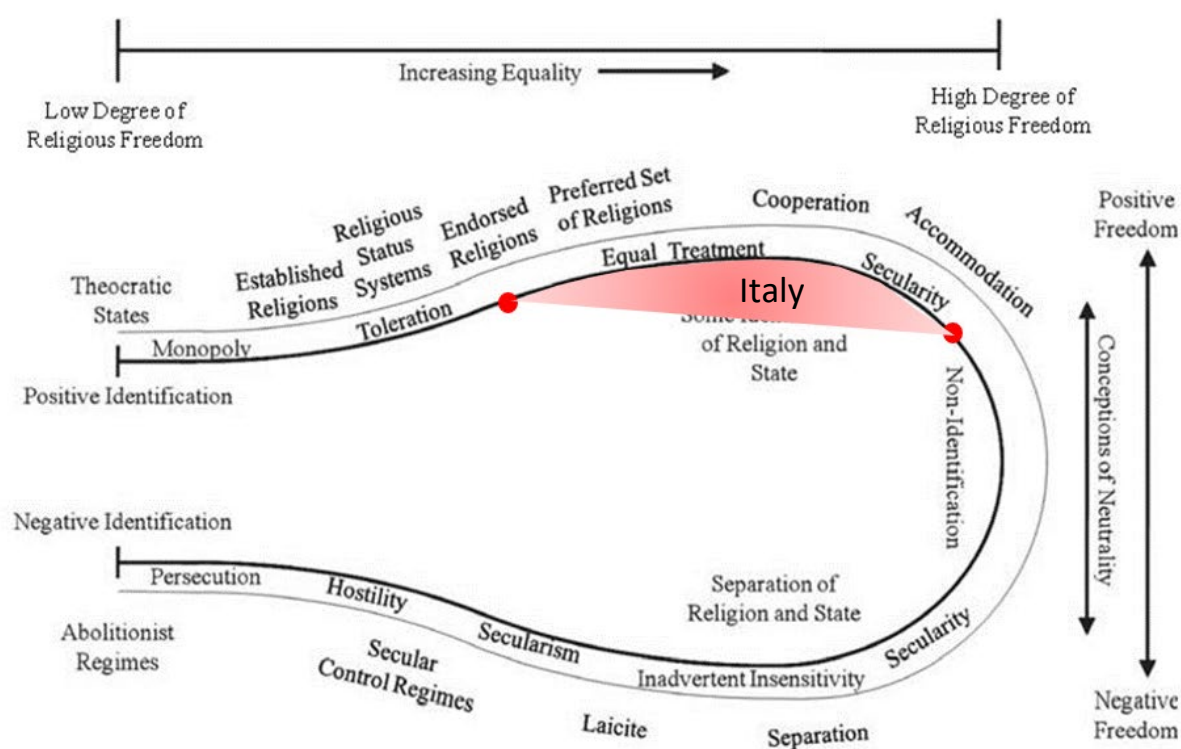 Increasing Equality
Low Degree of
Religious Freedom
High Degree of
Religious Freedom
Theocratic
States
Established
Religions
Religious
Status
Systems
Endorsed
Religions
Preferred Set
of Religions
Cooperation
Accommodation
Positive
Freedom
Monopoly
Toleration
Equal Treatment
Secularity
Italy
Some
of Religion and
State
Positive Identification
Non-Identification
Conceptions of Neutrality
Negative Identification
Persecution
Hostility
Secularism
Inadvertent Insensitivity
Secularity
Separation of
Religion and State
Abolitionist
Regimes
Secular
Control Regimes
Laicite
Separation
Negative
Freedom